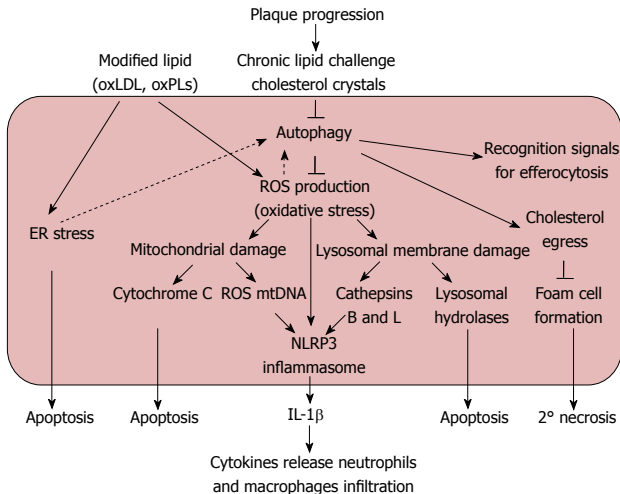 Plaque progression
Modified lipid
(oxLDL, oxPLs)
Chronic lipid challenge
cholesterol crystals
Autophagy
Recognition signals
for efferocytosis
ROS production
(oxidative stress)
ER stress
Cholesterol
egress
Mitochondrial damage
Lysosomal membrane damage
Cytochrome C
ROS mtDNA
Cathepsins
B and L
Lysosomal
hydrolases
Foam cell
formation
NLRP3
inflammasome
Apoptosis
Apoptosis
IL-1β
Apoptosis
2° necrosis
Cytokines release neutrophils
and macrophages infiltration